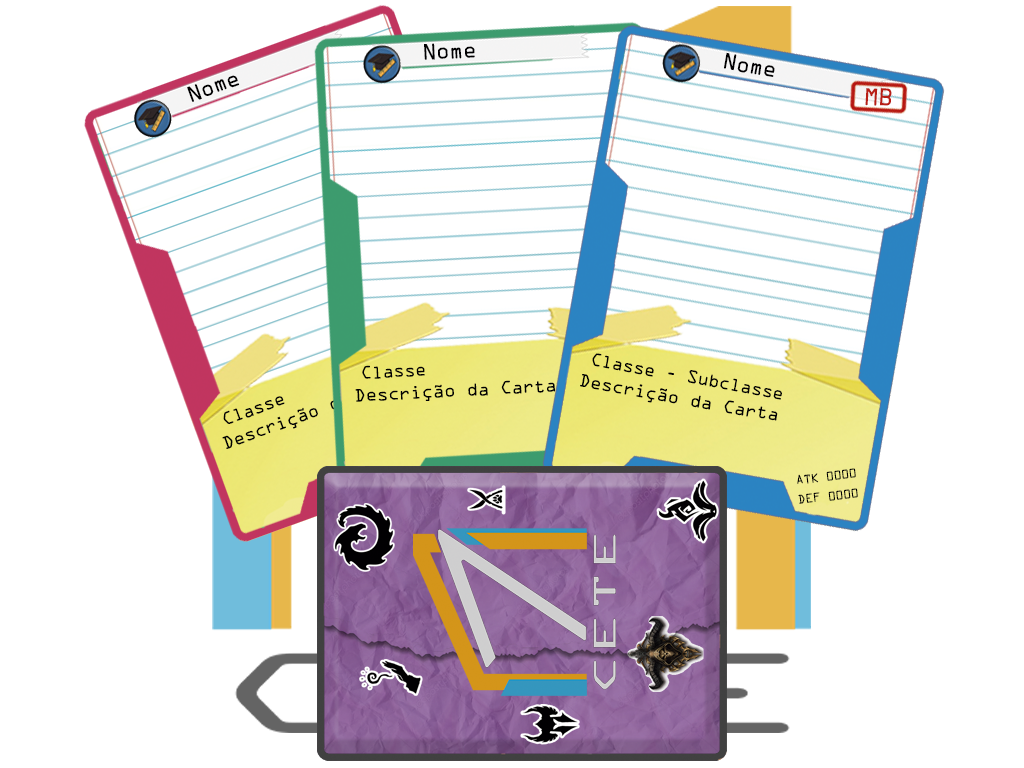 Nome
Classe
Descrição
Nome
Classe
Descrição da Carta
Nome
MB
Classe - Subclasse
Descrição da Carta
ATK 0000
DEF 0000
CETE